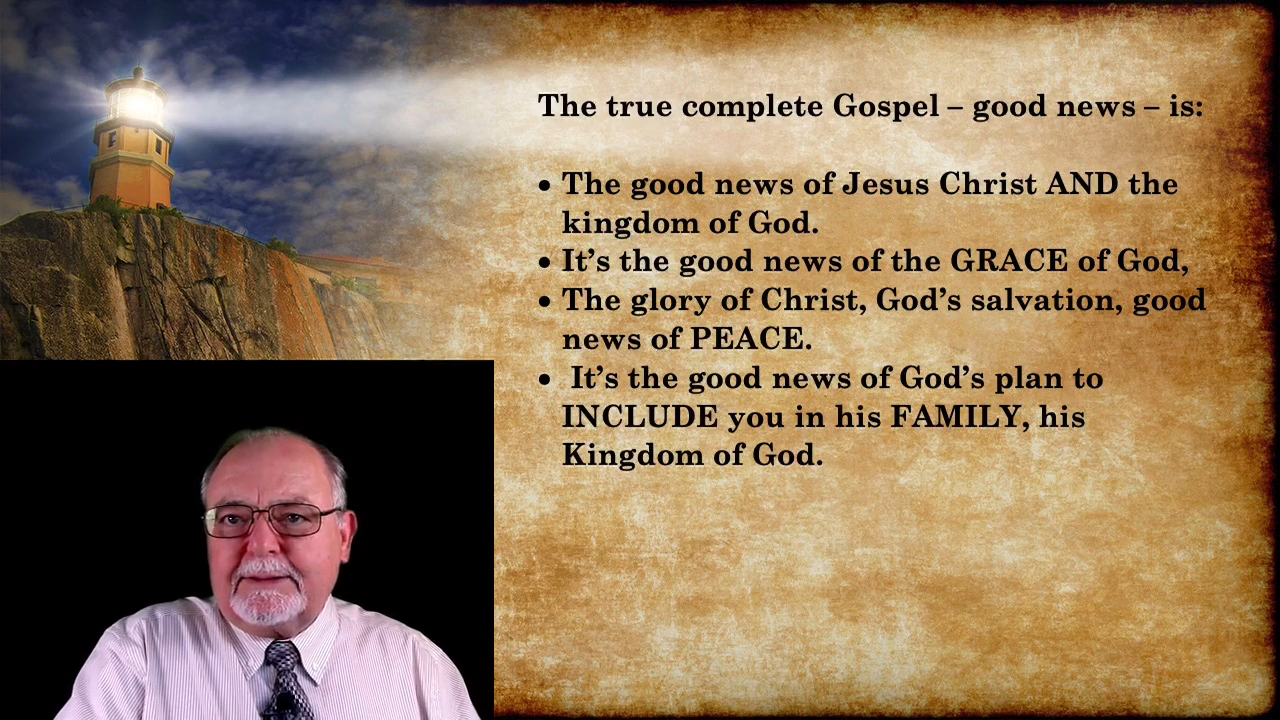 The true complete Gospel – good news – is:
• The good news of Jesus Christ AND the
kingdom of God.
• It’s the good news of the GRACE of God,
• The glory of Christ, God’s salvation, good
news of PEACE.
• It’s the good news of God’s plan to
INCLUDE you in his FAMILY, his
Kingdom of God.